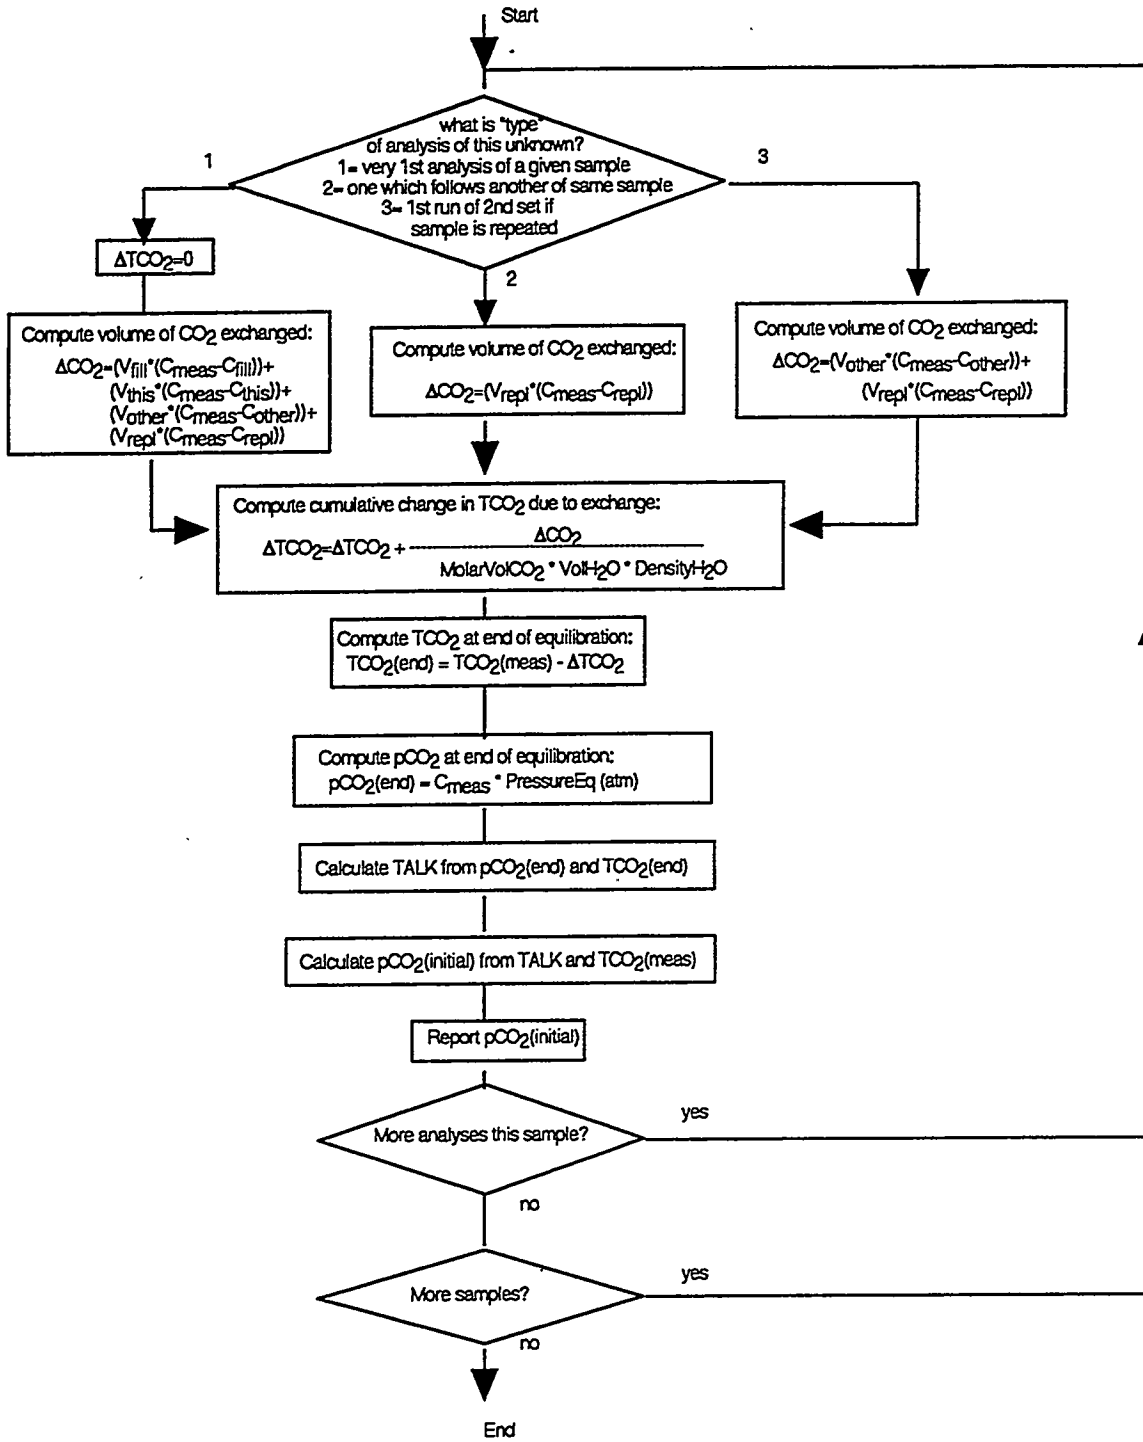 Start
what is "type"
of analysis of this unknown?
1= very 1st analysis of a given sample
2= one which follows another of same sample
3= 1st run of 2nd set if
sample is repeated
1
3
2
ΔTCO2=0
Compute volume of CO2 exchanged:
ΔCO2=(Vfill*(Cmeas-Cfill))+
(Vthis*(Cmeas-Cthis))+
(Vother*(Cmeas-Cother))+
(Vrepl*(Cmeas-Crepl))
Compute volume of CO2 exchanged:
ΔCO2=(Vrepl*(Cmeas-Crepl))
Compute volume of CO2 exchanged:
ΔCO2=(Vother*(Cmeas-Cother))+
(Vrepl*(Cmeas-Crepl))
Compute cumulative change in TCO2 due to exchange:
ΔCO2
ΔTCO2=ΔTCO2 +
MolarVolCO2 * VolH2O * DensityH2O
Compute TCO2 at end of equilibration:
TCO2(end) = TCO2(meas) - ΔTCO2
Compute pCO2 at end of equilibration:
pCO2(end) = Cmeas * PressureEq (atm)
Calculate TALK from pCO2(end) and TCO2(end)
Calculate pCO2(initial) from TALK and TCO2(meas)
Report pCO2(initial)
More analyses this sample?
yes
no
More samples?
yes
no
End